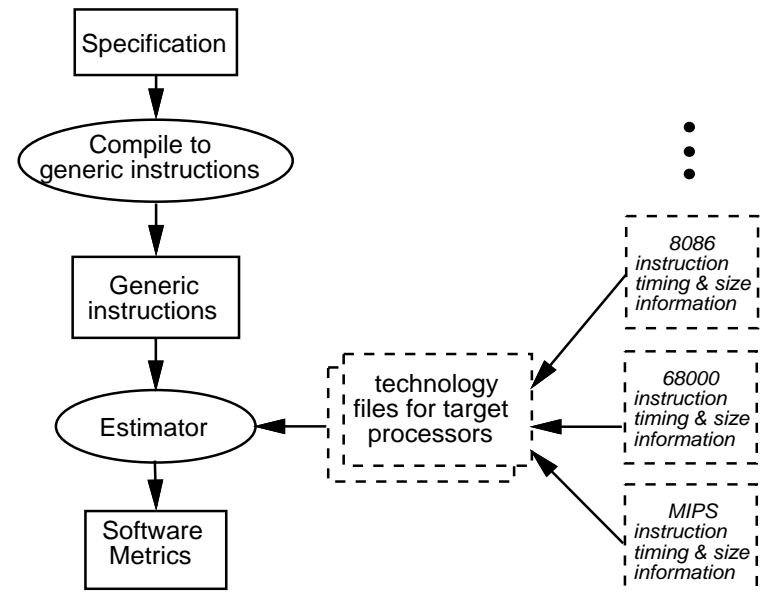 Specification
Compile to
generic instructions
Generic
instructions
Estimator
Software
Metrics
technology
files for target
processors
8086
instruction
timing & size
information
68000
instruction
timing & size
information
MIPS
instruction
timing & size
information